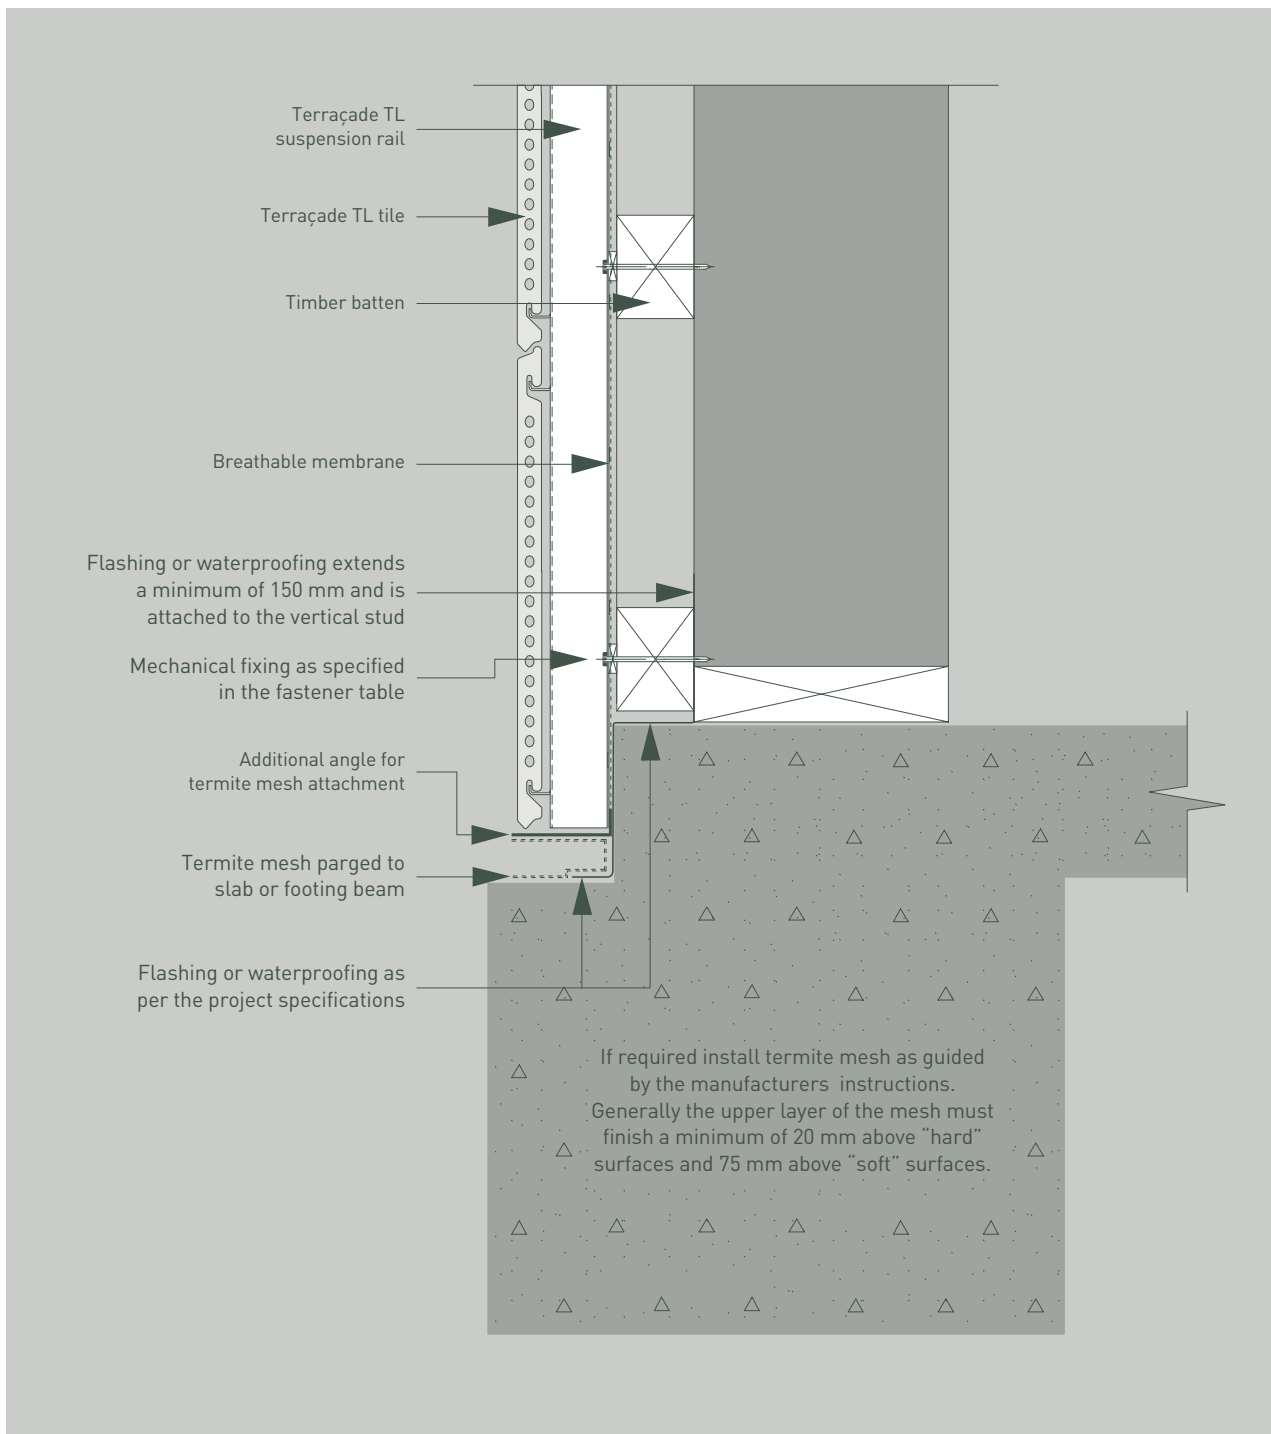 Terraçade TL
suspension rail
Terraçade TL tile
Timber batten
Breathable membrane
Flashing or waterproofing extends
a minimum of 150 mm and is
attached to the vertical stud
Mechanical fixing as specified
in the fastener table
Additional angle for
termite mesh attachment
Termite mesh parged to
slab or footing beam
Flashing or waterproofing as
per the project specifications
If required install termite mesh as guided
by the manufacturers  instructions.
Generally the upper layer of the mesh must
finish a minimum of 20 mm above “hard”
surfaces and 75 mm above “soft” surfaces.